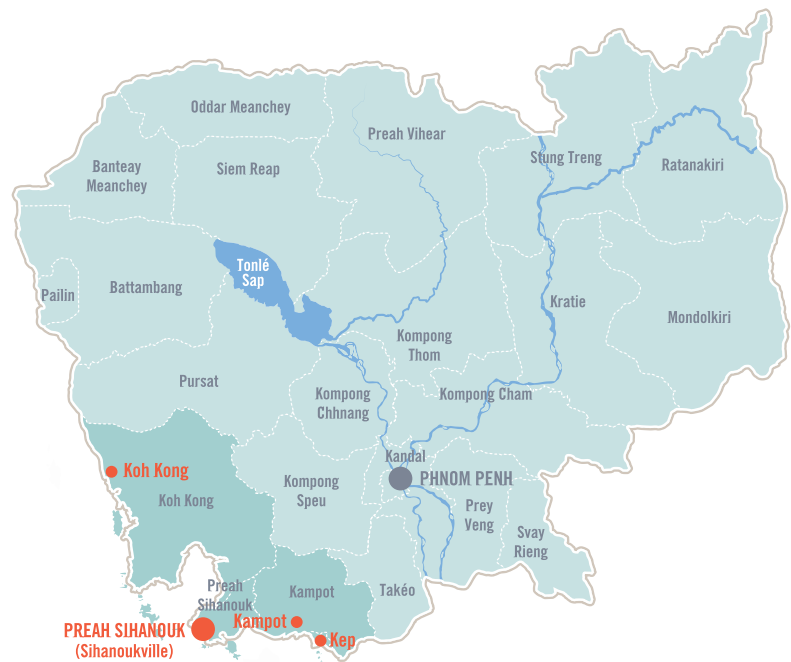 Oddar Meanchey
Preah Vihear
Stung Treng
Ratanakiri
Banteay
Meanchey
Siem Reap
Tonlé
Sap
Pailin
Battambang
Kratie
Mondolkiri
Kompong
Thom
Pursat
Kompong
Chhnang
Kompong Cham
Kandal
PHNOM PENH
Koh Kong
Koh Kong
Kompong
Speu
Prey
Veng
Svay
Rieng
Preah
Sihanouk
Kampot
Takéo
Kampot
PREAH SIHANOUK
(Sihanoukville)
Kep